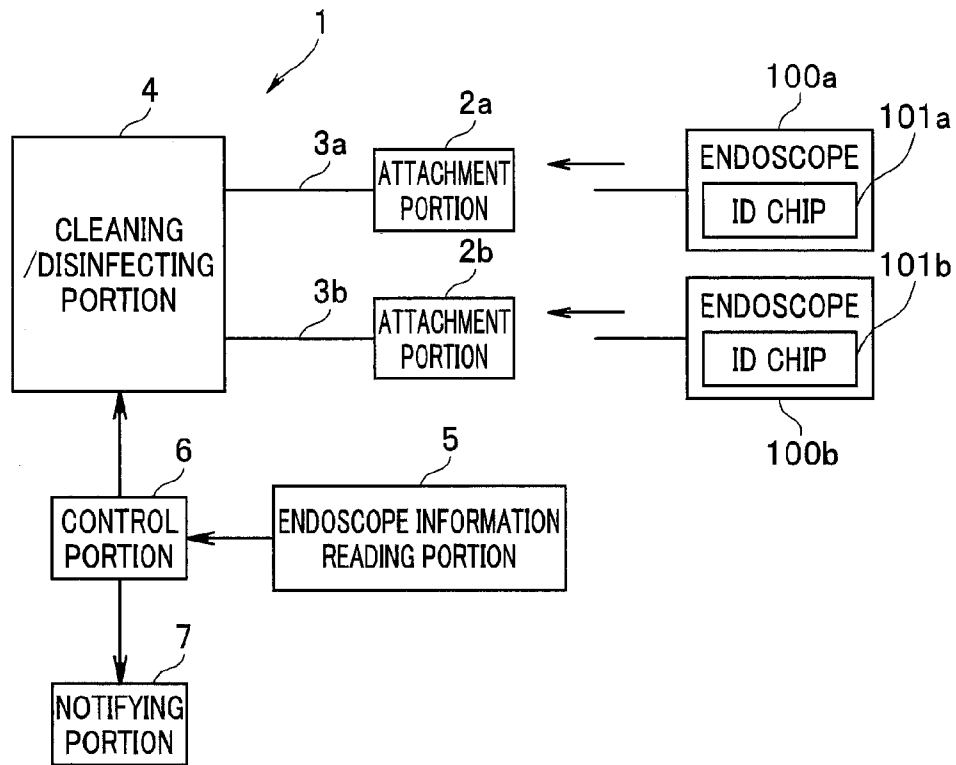 1
4
CLEANING
/DISINFECTING
PORTION
3a
2a
ATTACHMENT
PORTION
100a
101a
ENDOSCOPE
ID CHIP
3b
2b
ATTACHMENT
PORTION
101b
ENDOSCOPE
ID CHIP
100b
6
CONTROL
PORTION
5
ENDOSCOPE INFORMATION
READING PORTION
7
NOTIFYING
PORTION